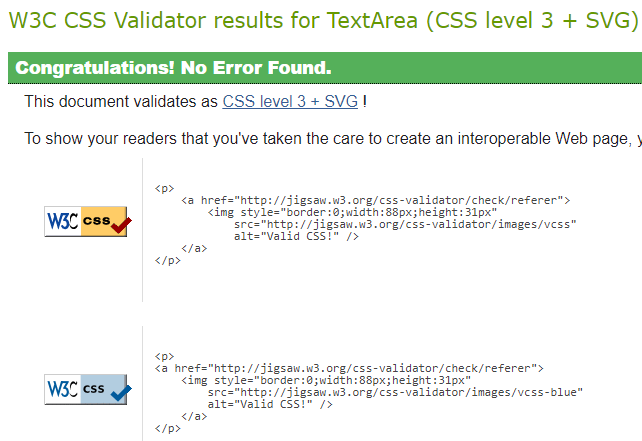 W3C CSS Validator results for TextArea (CSS level 3 + SVG)
Congratulations! No Error Found.
This document validates as CSS level 3 + SVG !
To show your readers that you've taken the care to create an interoperable Web page, y
W3C css
<p>
<a href="http://jigsaw.w3.org/css-validator/check/referer">
<img style="border:0;width:88px;height:31px"
src="http://jigsaw.w3.org/css-validator/images/vcss"
alt="Valid CSS!" />
</a>
</p>
W3C css
<p>
<a href="http://jigsaw.w3.org/css-validator/check/referer">
<img style="border:0;width:88px;height:31px"
src="http://jigsaw.w3.org/css-validator/images/vcss-blue"
alt="Valid CSS!" />
</a>
</p>